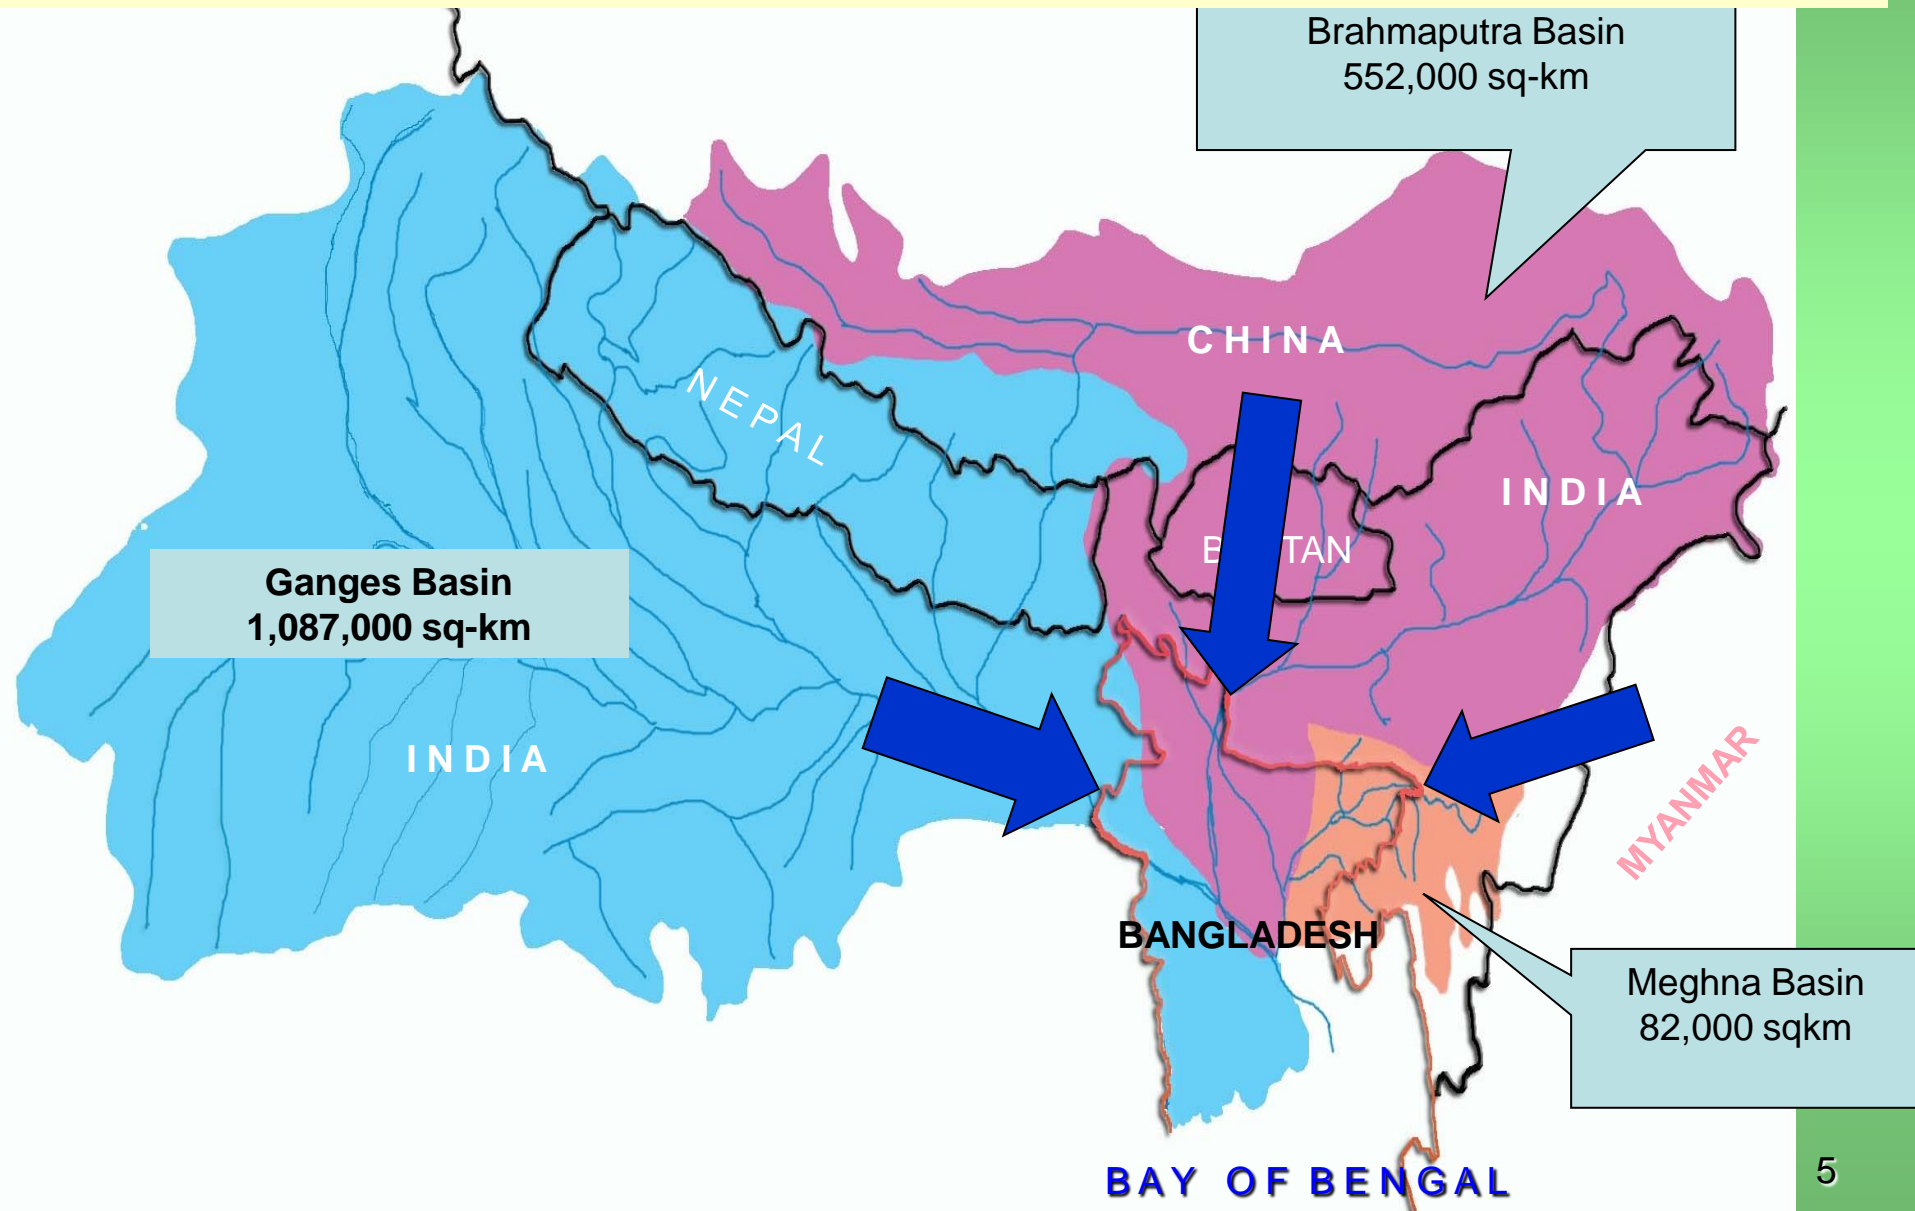 Brahmaputra Basin
552,000 sq-km
CHINA
NEPAL
INDIA
Ganges Basin
1,087,000 sq-km
INDIA
MYANMAR
BANGLADESH
Meghna Basin
82,000 sqkm
BAY OF BENGAL
5